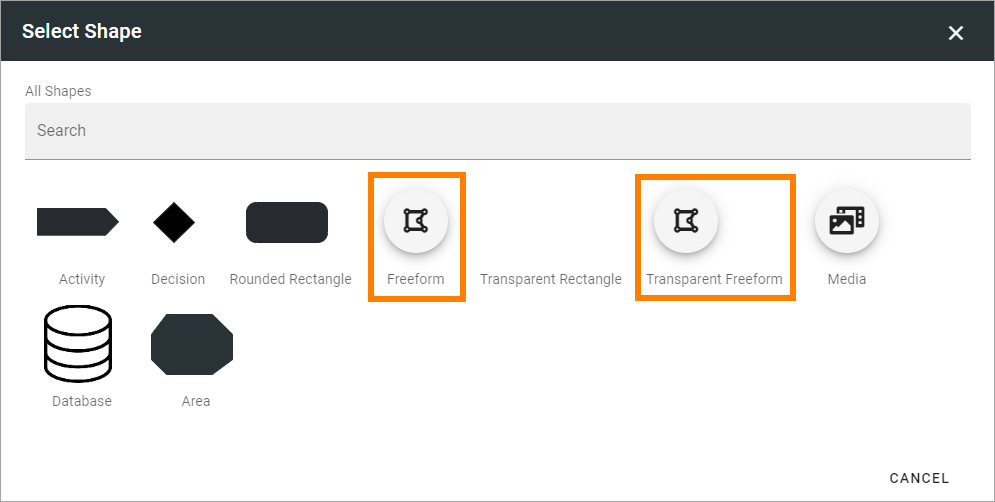 Select Shape
All Shapes
Search
Activity
Decision
Rounded Rectangle
Freeform
Transparent Rectangle
Transparent Freeform
Media
Database
Area
CANCEL